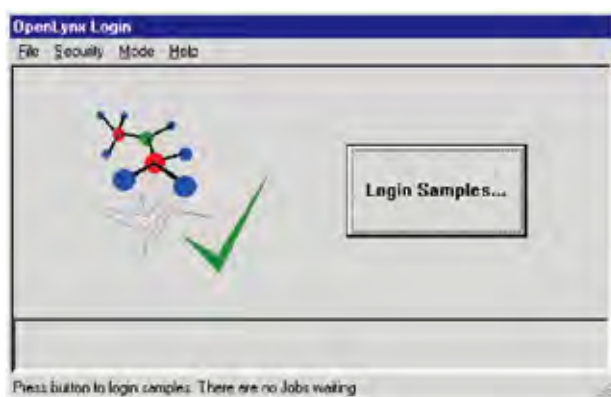 OpenLynx Login
File Security Mode Help
Login Samples...
Press button to login samples. There are no Jobs waiting